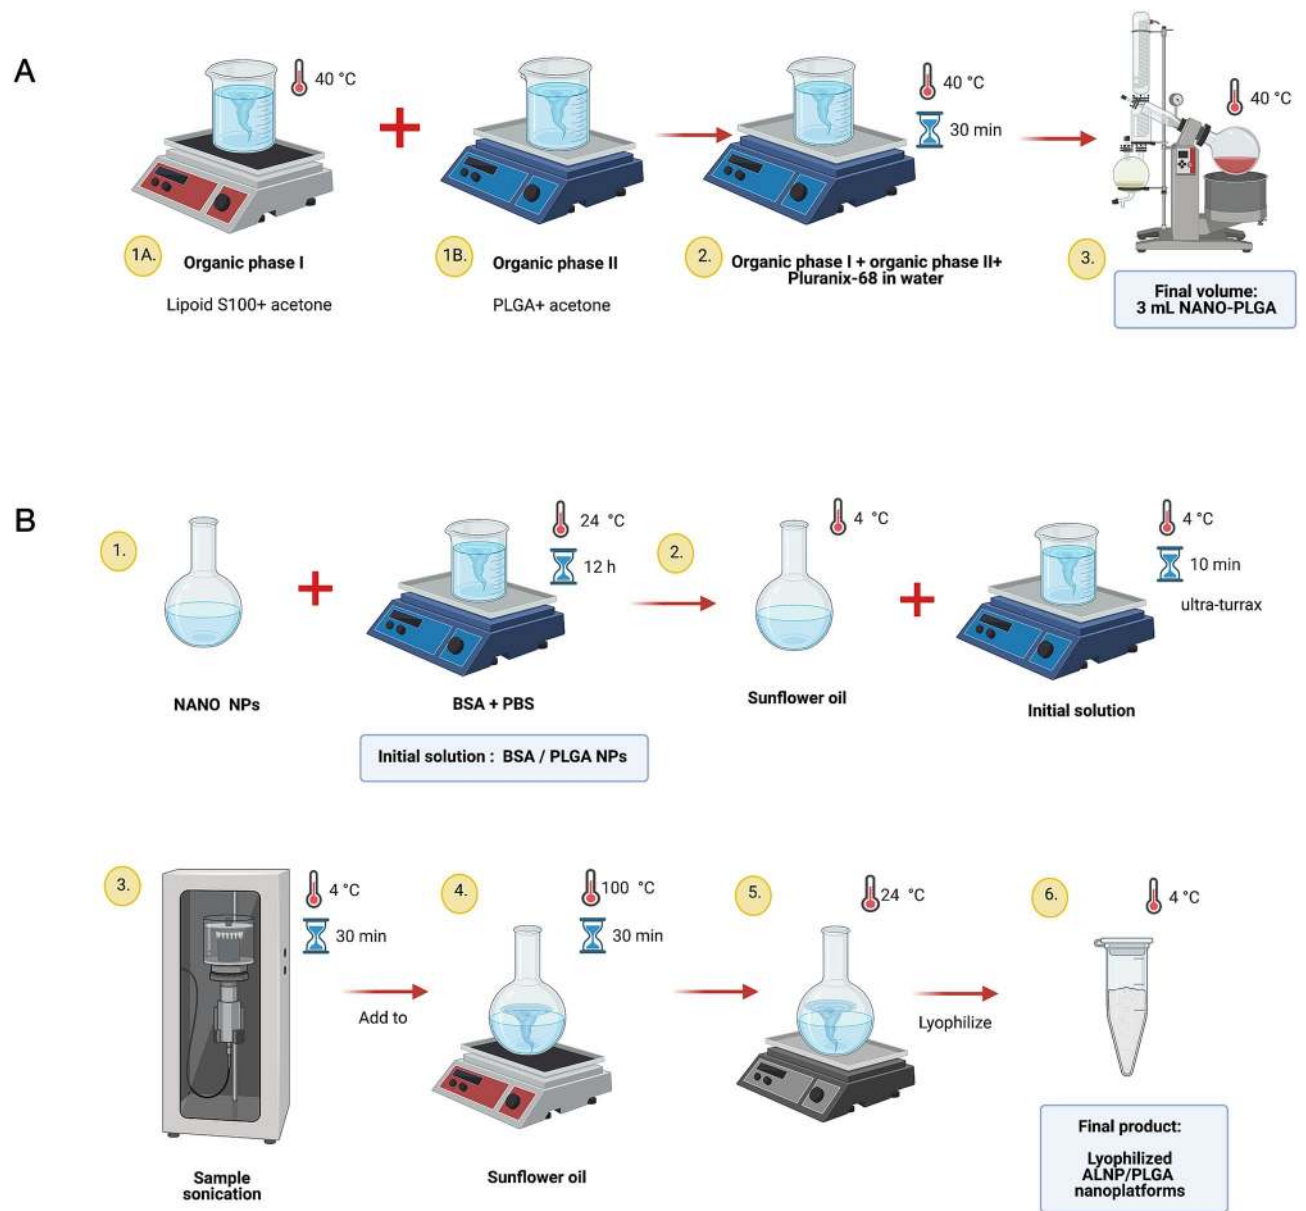 A
40 °C
40 °C
30 min
40 °C
1A.
Organic phase I
Lipoid S100+ acetone
1B.
Organic phase II
PLGA+ acetone
2.
Organic phase I + organic phase II+
Pluranix-68 in water
3.
Final volume:
3 mL NANO-PLGA
B
1.
NANO NPs
24 °C
12 h
BSA + PBS
Initial solution : BSA / PLGA NPs
2.
4 °C
Sunflower oil
4 °C
10 min
ultra-turrax
Initial solution
3.
4 °C
30 min
Sample
sonication
Add to
4.
100 °C
30 min
Sunflower oil
5.
24 °C
Lyophilize
6.
4 °C
Final product:
Lyophilized
ALNP/PLGA
nanoplatforms